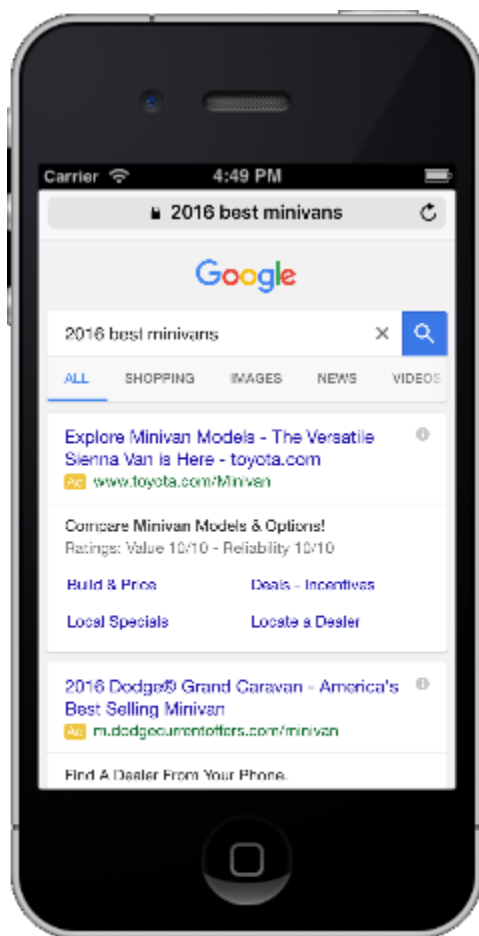 Carrier 4:49 PM
2016 best minivans
Google
2016 best minivans
ALL SHOPPING IMAGES NEWS VIDEOS
Explore Minivan Models - The Versatile
Sienna Van is Here - toyota.com
Ad www.toyota.com/Minivan
Compare Minivan Models & Options!
Ratings: Value 10/10 - Reliability 10/10
Build & Price Deals - Incentives
Local Specials Locate a Dealer
2016 Dodge® Grand Caravan - America's
Best Selling Minivan
Ad m.dodgecurrentoffers.com/minivan
Find A Dealer From Your Phone.